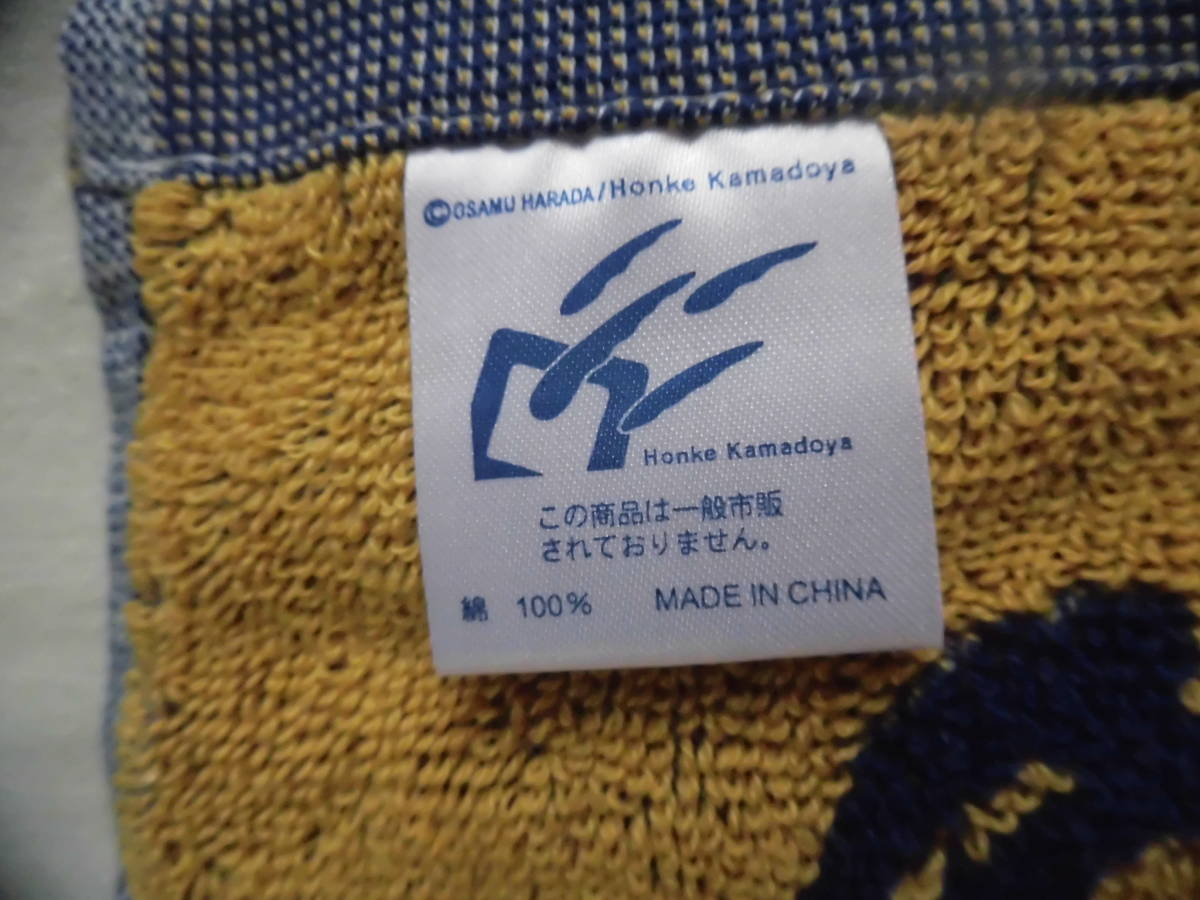 ©OSAMU HARADA/Honke Kamadoya
Honke Kamadoya
この商品は一般市販
されておりません。
綿 100% MADE IN CHINA